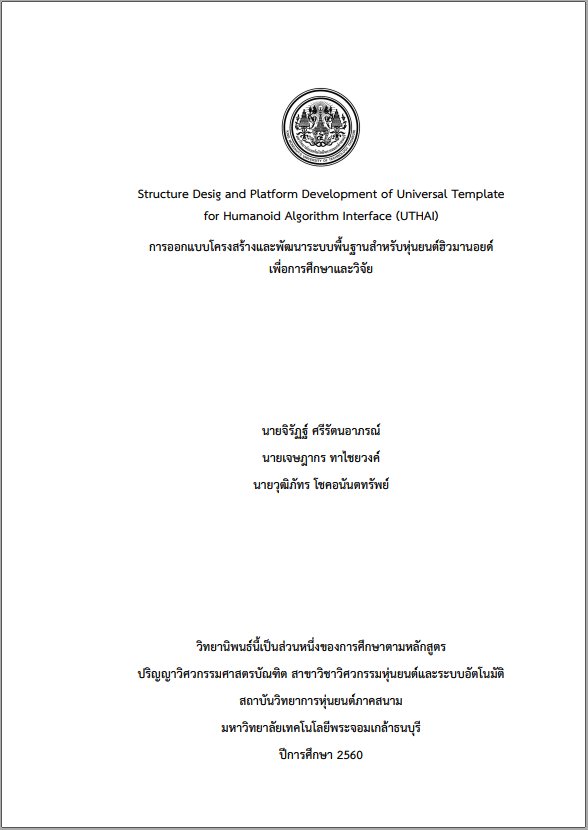 Structure Desig and Platform Development of Universal Template
for Humanoid Algorithm Interface (UTHAI)
การออกแบบโครงสร้างและพัฒนาระบบพื้นฐานสำหรับหุ่นยนต์ฮิวมานอยด์
เพื่อการศึกษาและวิจัย
นายจิรัฏฐ์ ศรีรัตนอาภรณ์
นายเจษฎากร ทาไชยวงค์
นายวุฒิภัทร โชคอนันตทรัพย์
วิทยานิพนธ์นี้เป็นส่วนหนึ่งของการศึกษาตามหลักสูตร
ปริญญาวิศวกรรมศาสตรบัณฑิต สาขาวิชาวิศวกรรมหุ่นยนต์และระบบอัตโนมัติ
สถาบันวิทยาการหุ่นยนต์ภาคสนาม
มหาวิทยาลัยเทคโนโลยีพระจอมเกล้าธนบุรี
ปีการศึกษา 2560